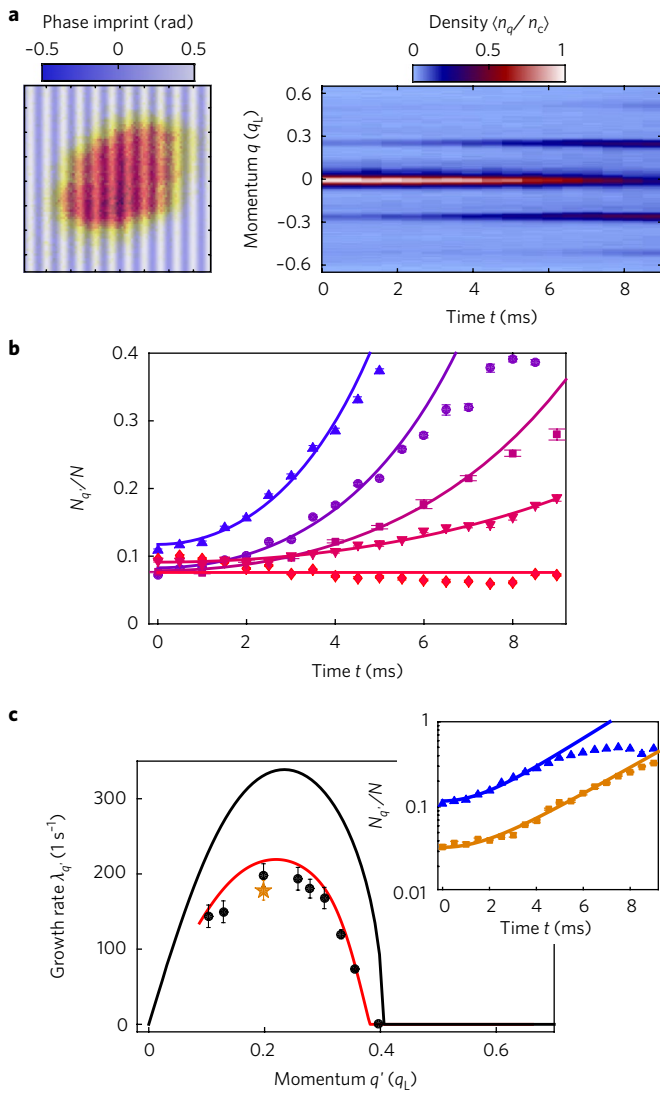 a
Phase imprint (rad)
−0.5 0 0.5
Density ⟨n_q/n_c⟩
0 0.5 1
Momentum q (q_L)
0.6
0.3
0
−0.3
−0.6
0 2 4 6 8
Time t (ms)
b
N_q'/N
0.4
0.3
0.2
0.1
0
0 2 4 6 8
Time t (ms)
c
Growth rate λ_q' (1 s⁻¹)
300
200
100
0
0 0.2 0.4 0.6
Momentum q' (q_L)
N_q'/N
1
0.1
0.01
0 2 4 6 8
Time t (ms)